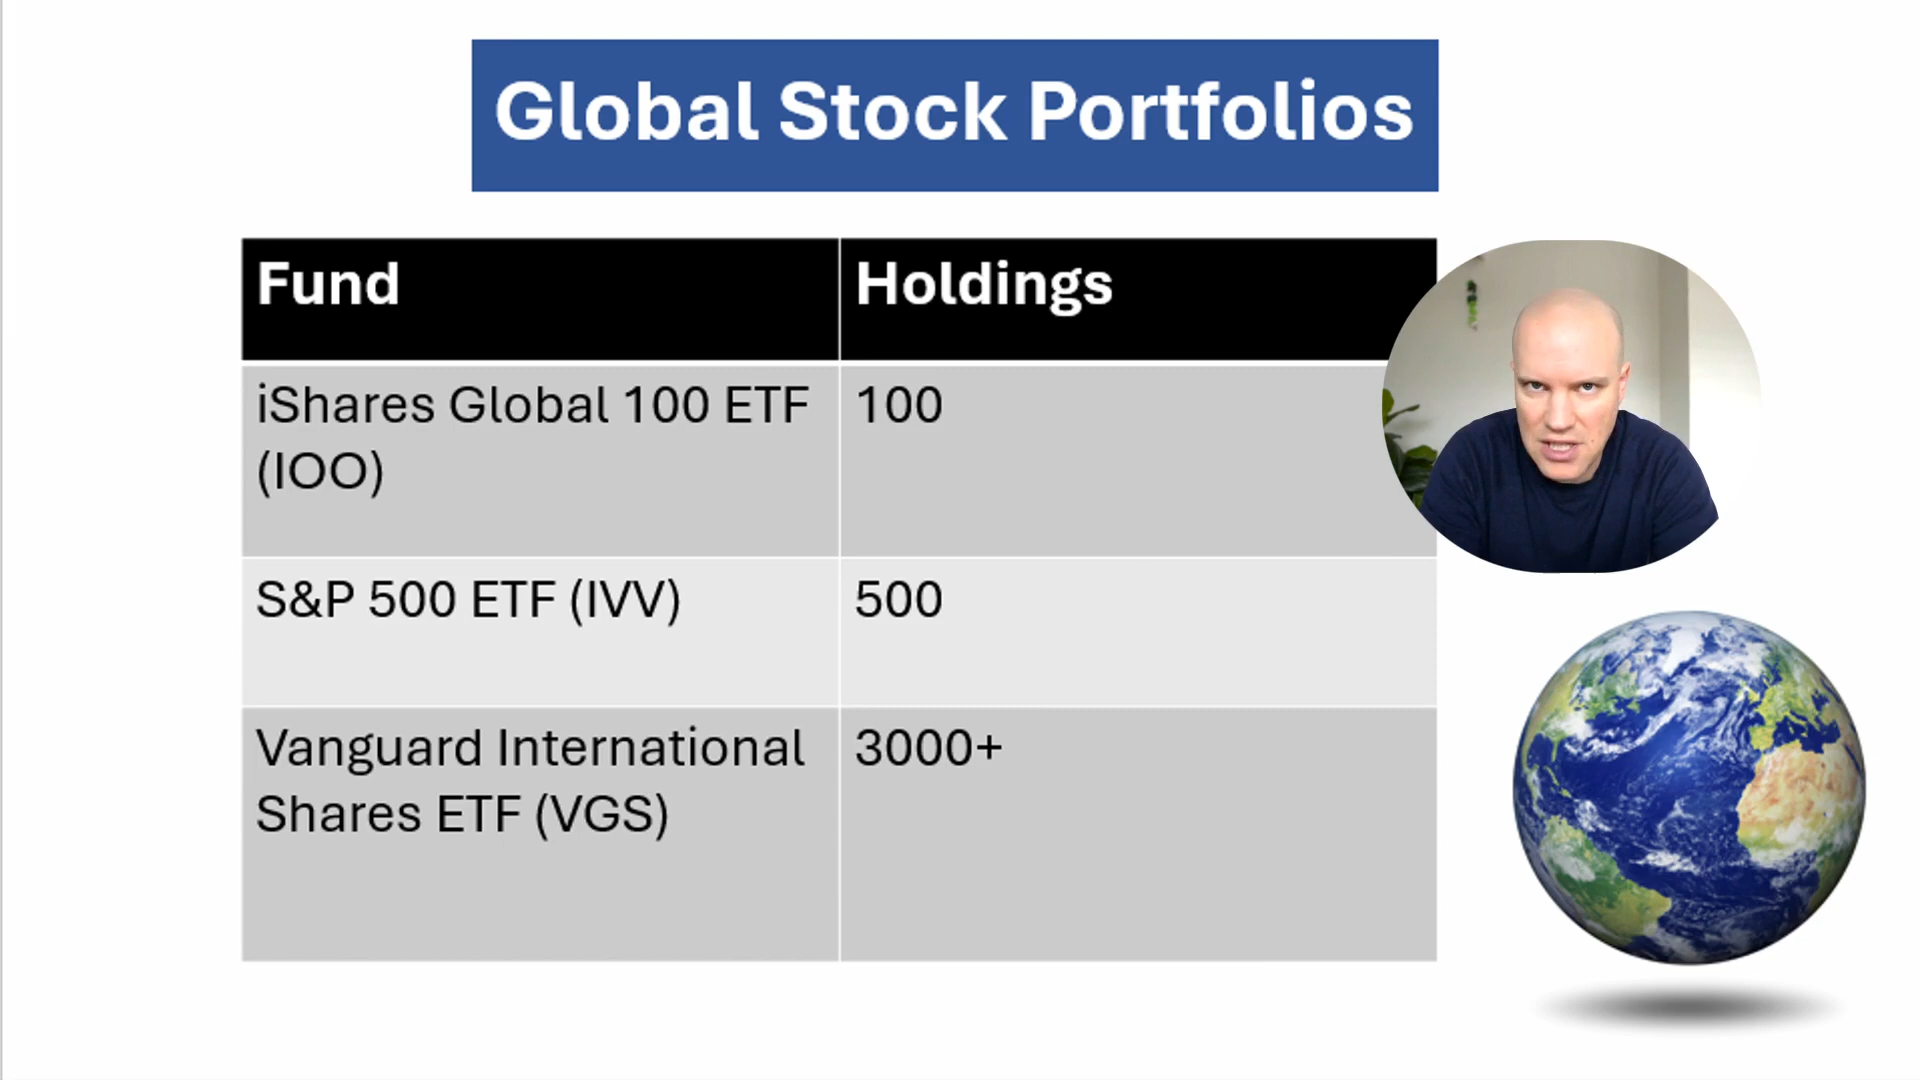 Global Stock Portfolios
Fund
Holdings
iShares Global 100 ETF
(IOO)
100
S&P 500 ETF (IVV)
500
Vanguard International
Shares ETF (VGS)
3000+